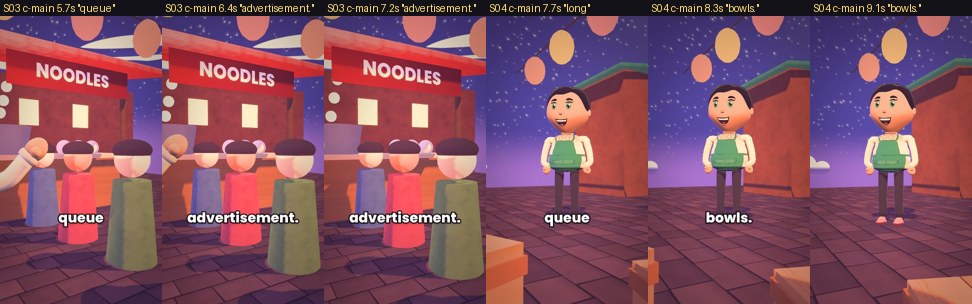 S03 c-main 5.7s "queue"
NOODLES
queue
S03 c-main 6.4s "advertisement."
NOODLES
advertisement.
S03 c-main 7.2s "advertisement."
NOODLES
advertisement.
S04 c-main 7.7s "long"
queue
S04 c-main 8.3s "bowls."
bowls.
S04 c-main 9.1s "bowls."